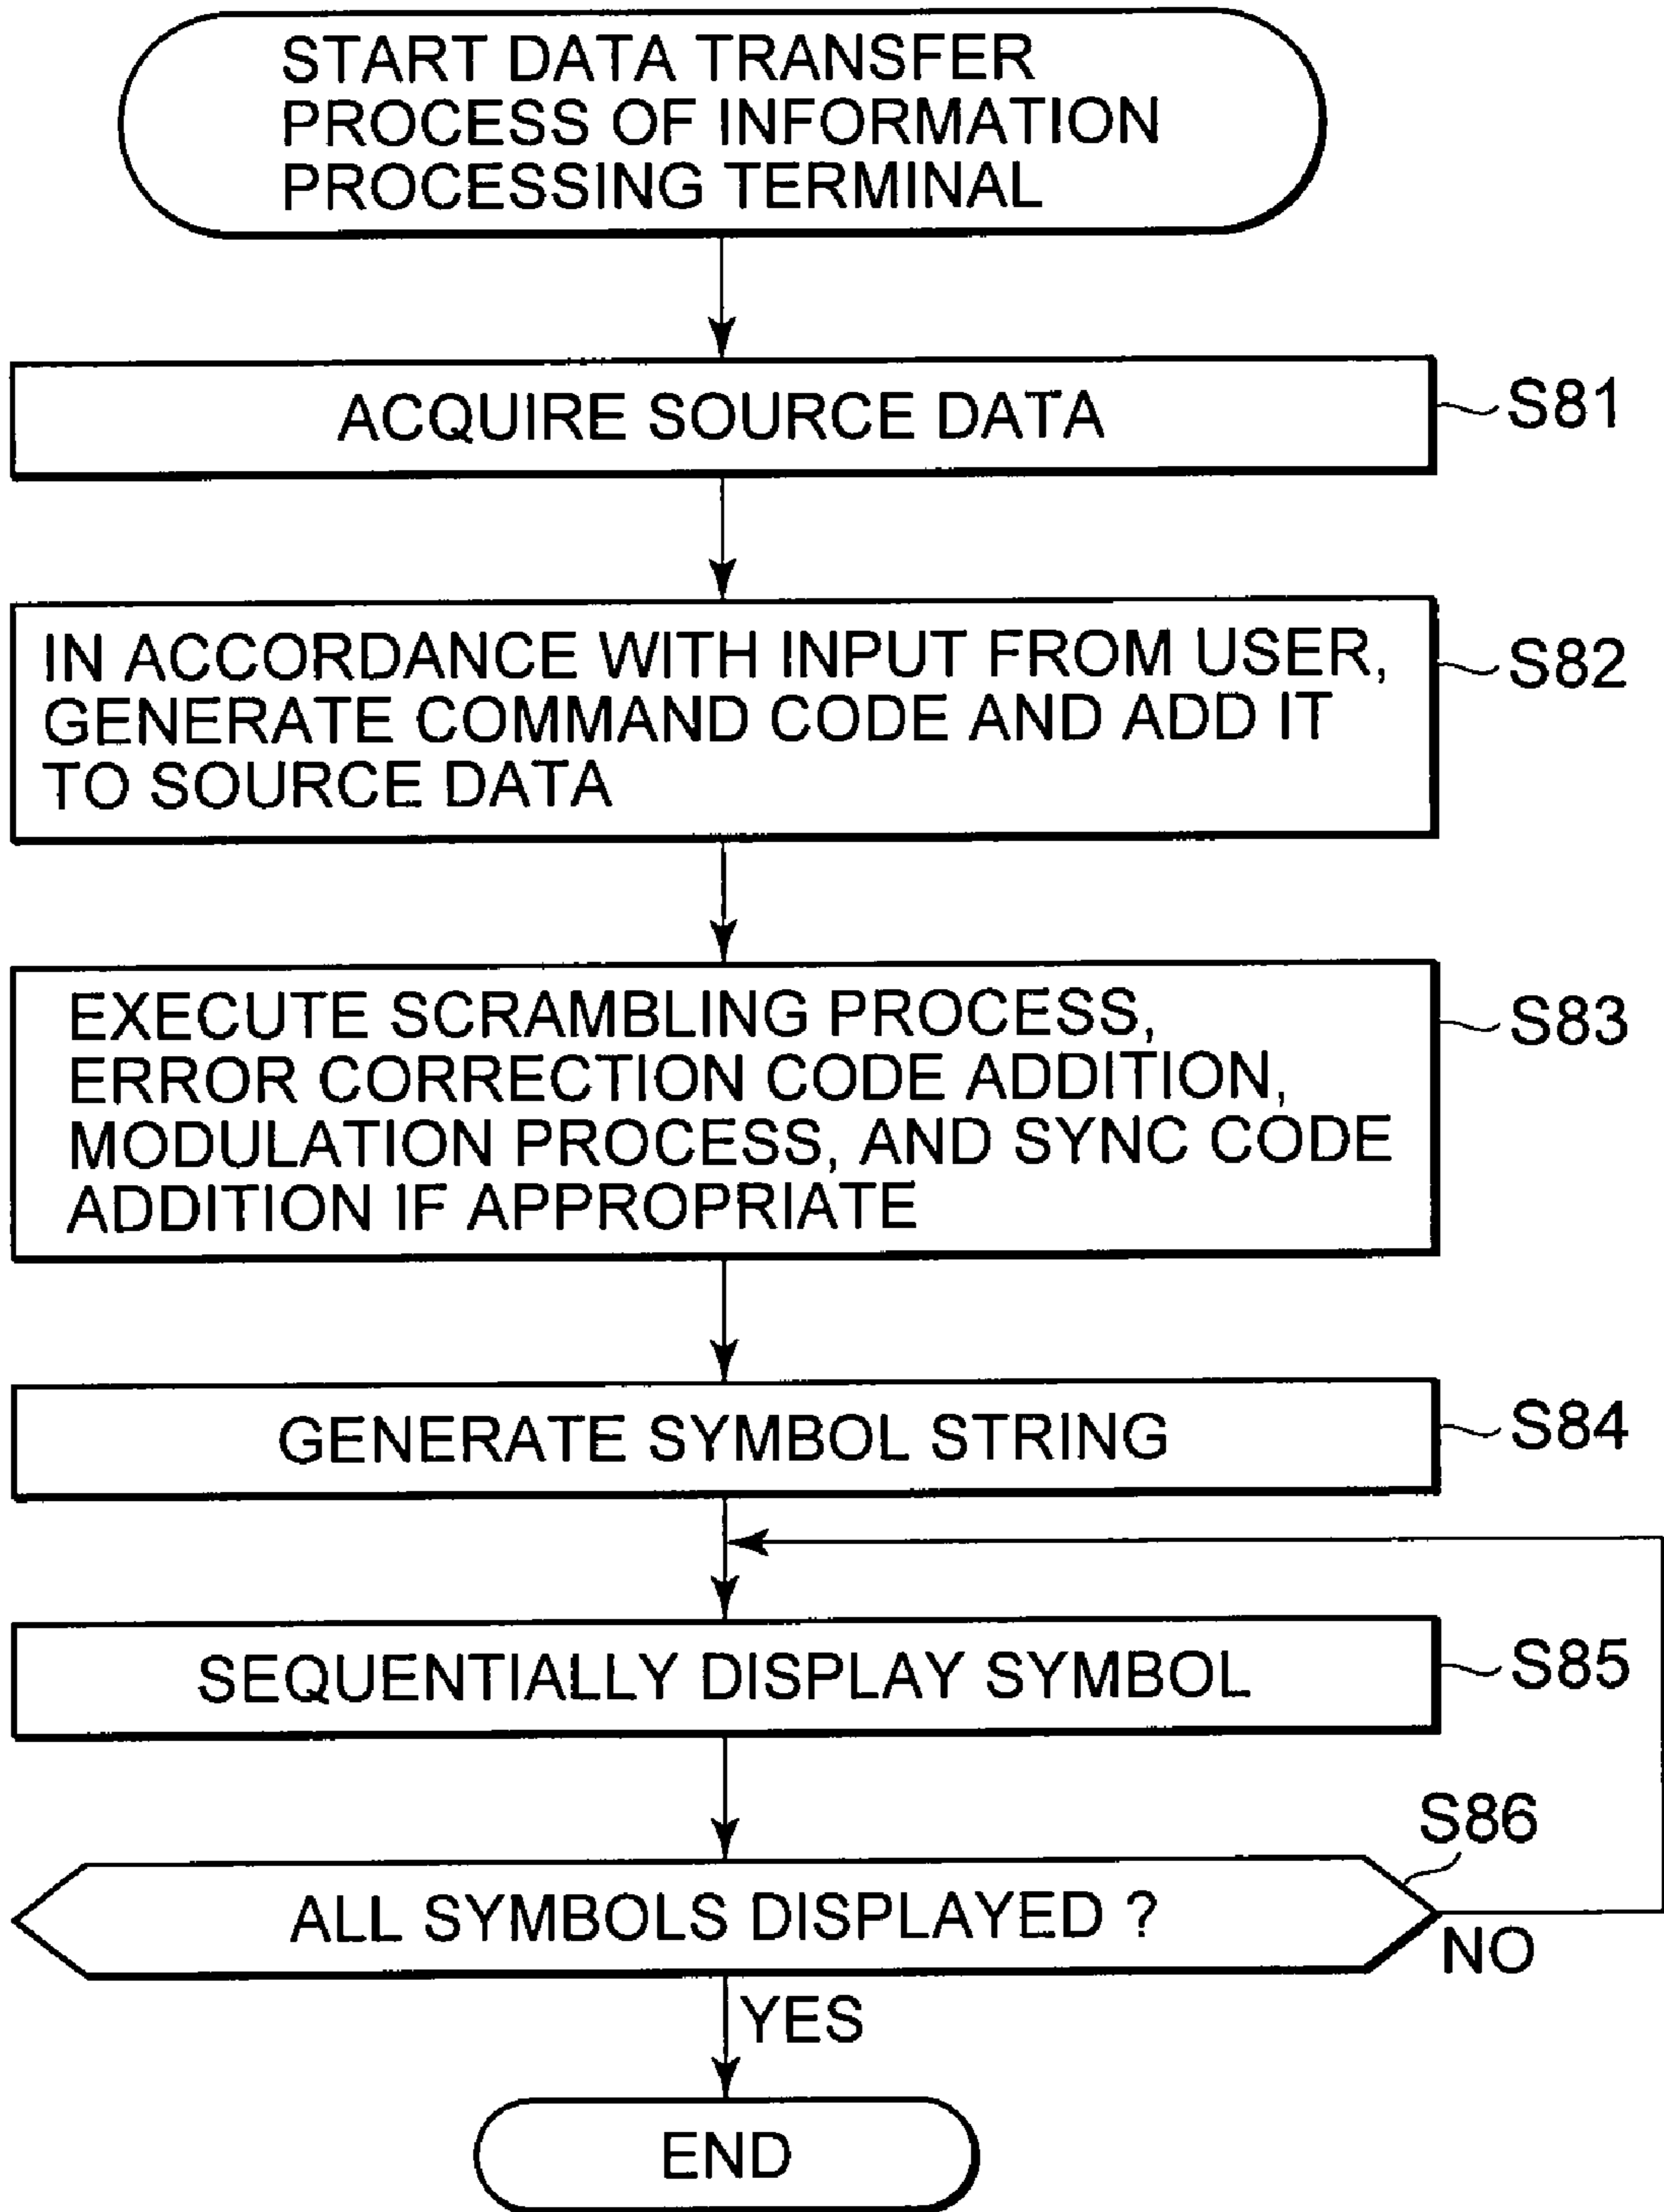 START DATA TRANSFER
PROCESS OF INFORMATION
PROCESSING TERMINAL
ACQUIRE SOURCE DATA
S81
IN ACCORDANCE WITH INPUT FROM USER,
GENERATE COMMAND CODE AND ADD IT
TO SOURCE DATA
S82
EXECUTE SCRAMBLING PROCESS,
ERROR CORRECTION CODE ADDITION,
MODULATION PROCESS, AND SYNC CODE
ADDITION IF APPROPRIATE
S83
GENERATE SYMBOL STRING
S84
SEQUENTIALLY DISPLAY SYMBOL
S85
S86
ALL SYMBOLS DISPLAYED ?
NO
YES
END